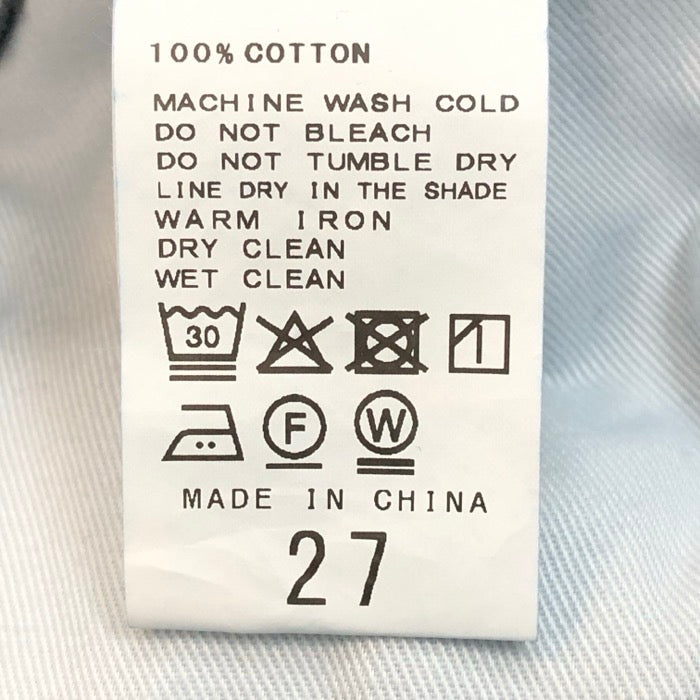 100% COTTON
MACHINE WASH COLD
DO NOT BLEACH
DO NOT TUMBLE DRY
LINE DRY IN THE SHADE
WARM IRON
DRY CLEAN
WET CLEAN
30
F W
MADE IN CHINA
27